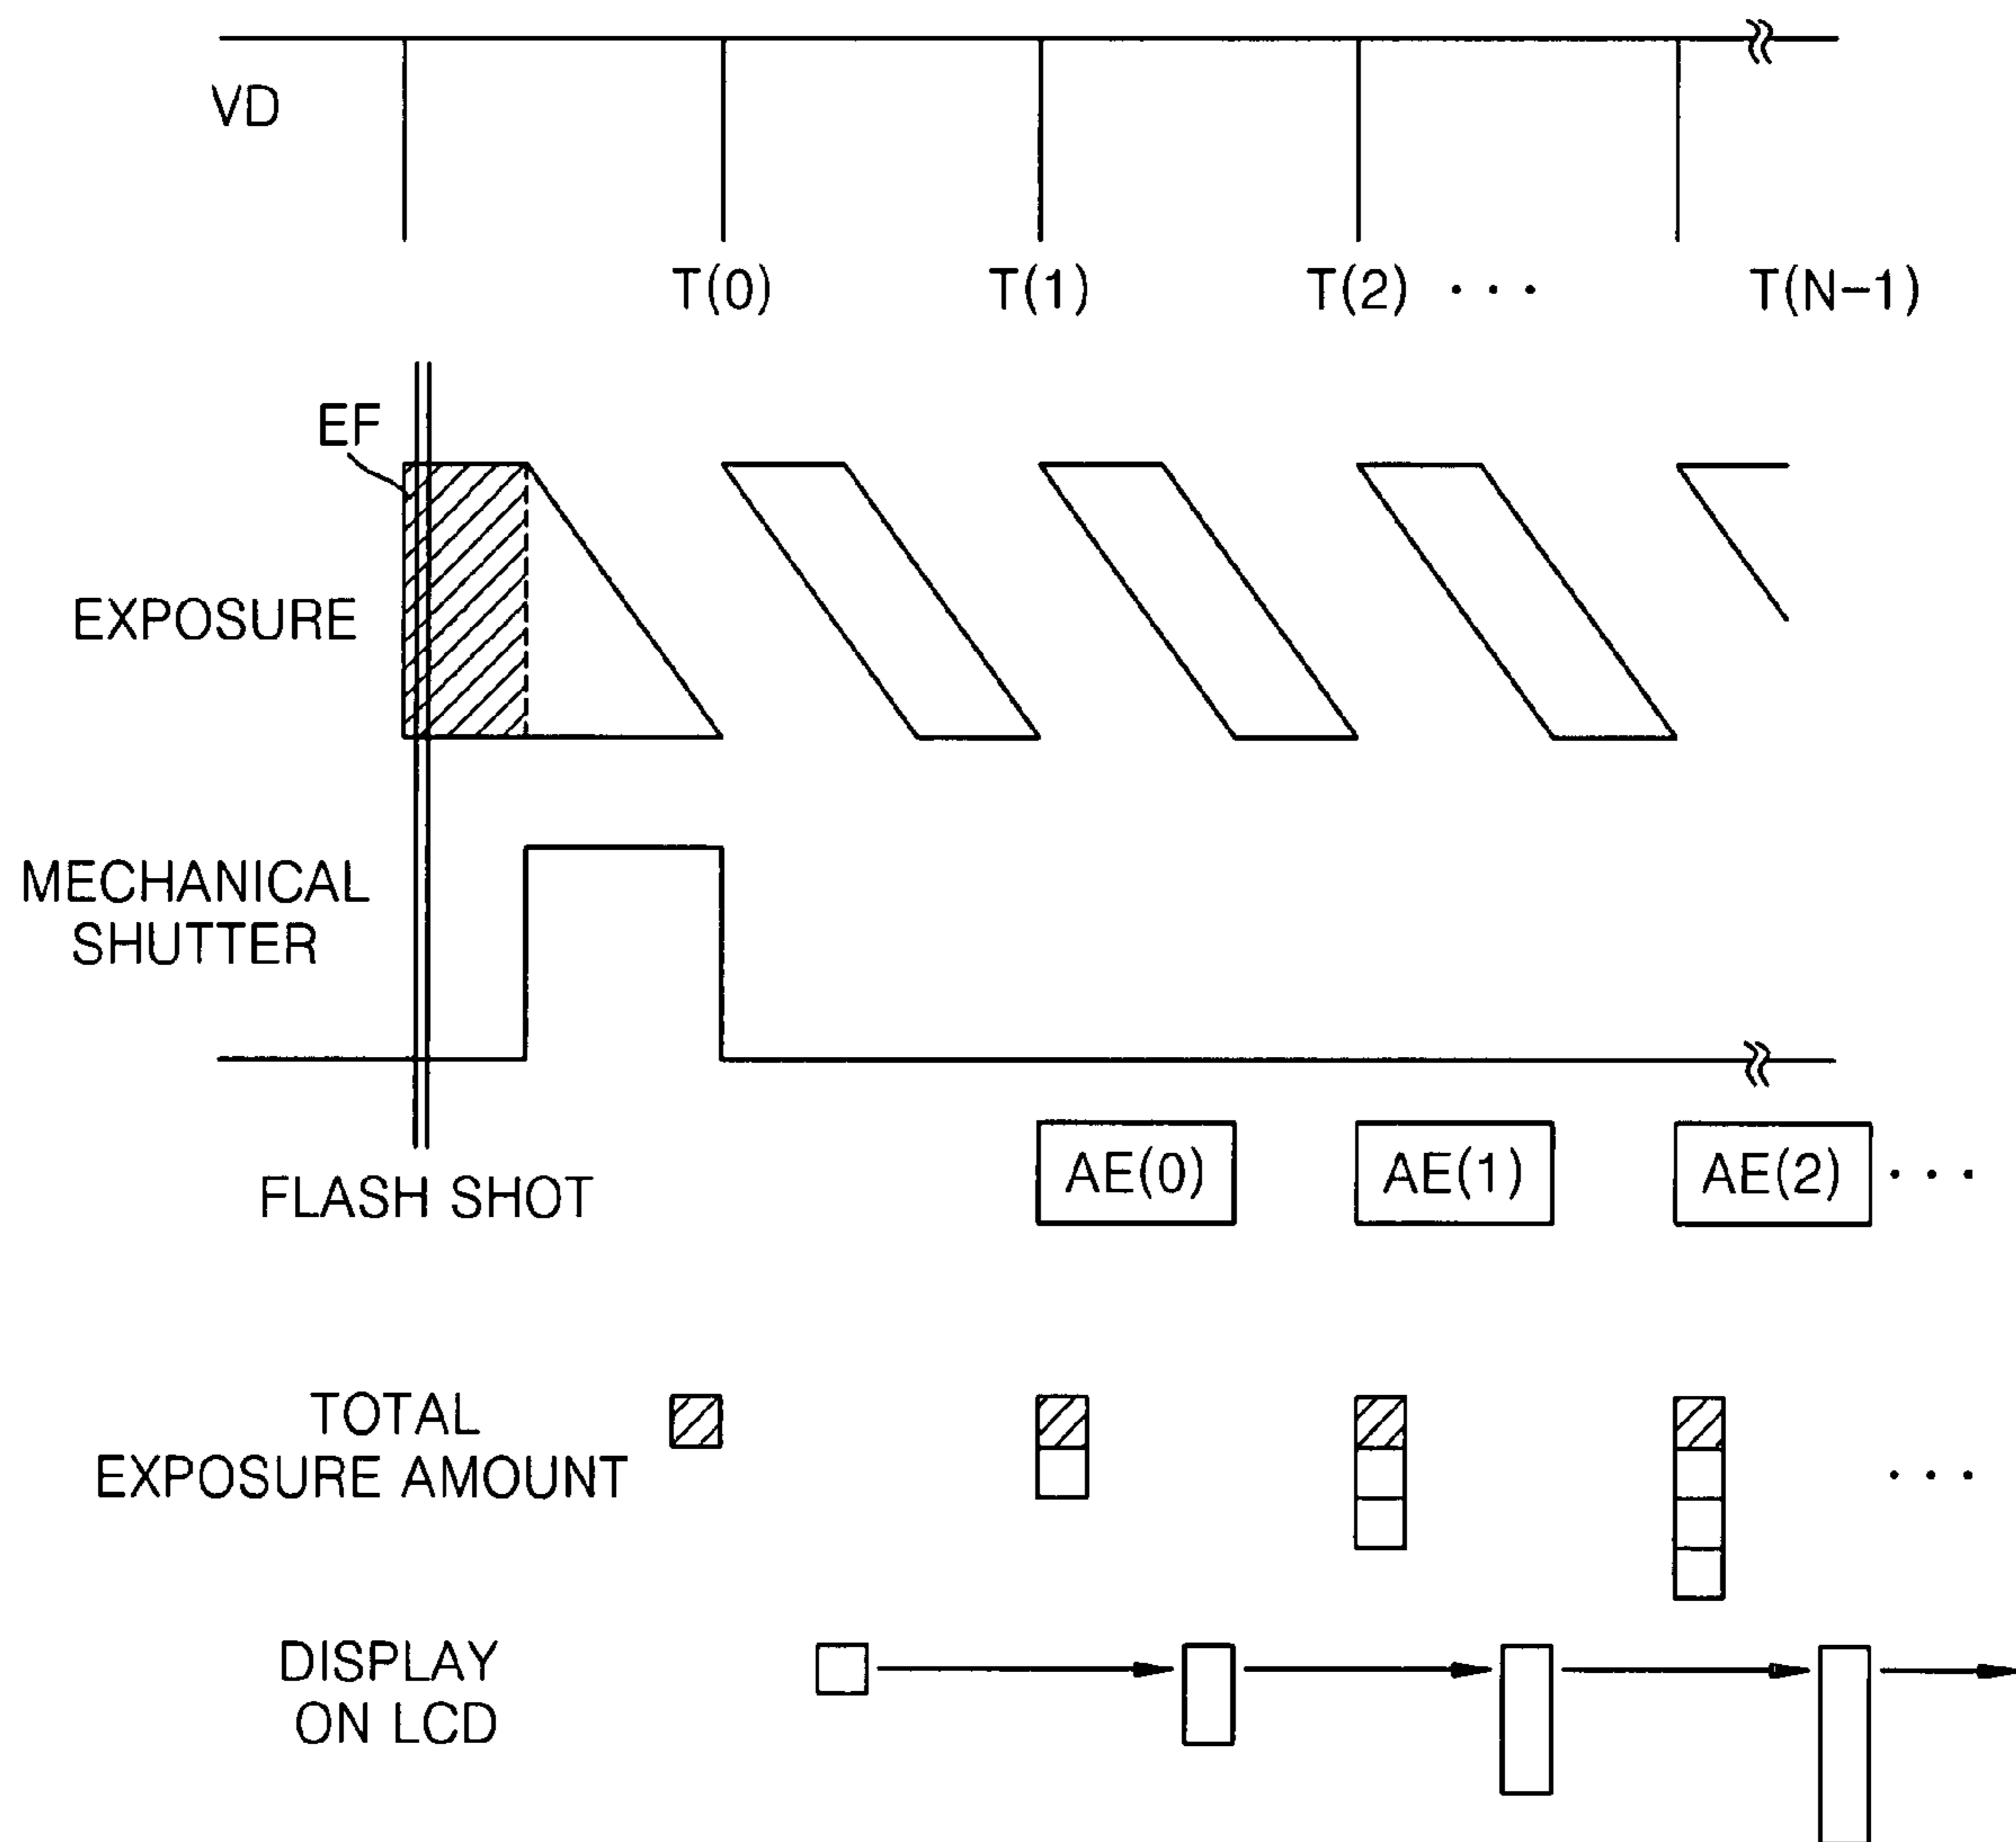 VD
T(0) T(1) T(2) ··· T(N-1)
EF
EXPOSURE
MECHANICAL
SHUTTER
FLASH SHOT
AE(0) AE(1) AE(2) ···
TOTAL
EXPOSURE AMOUNT ···
DISPLAY
ON LCD